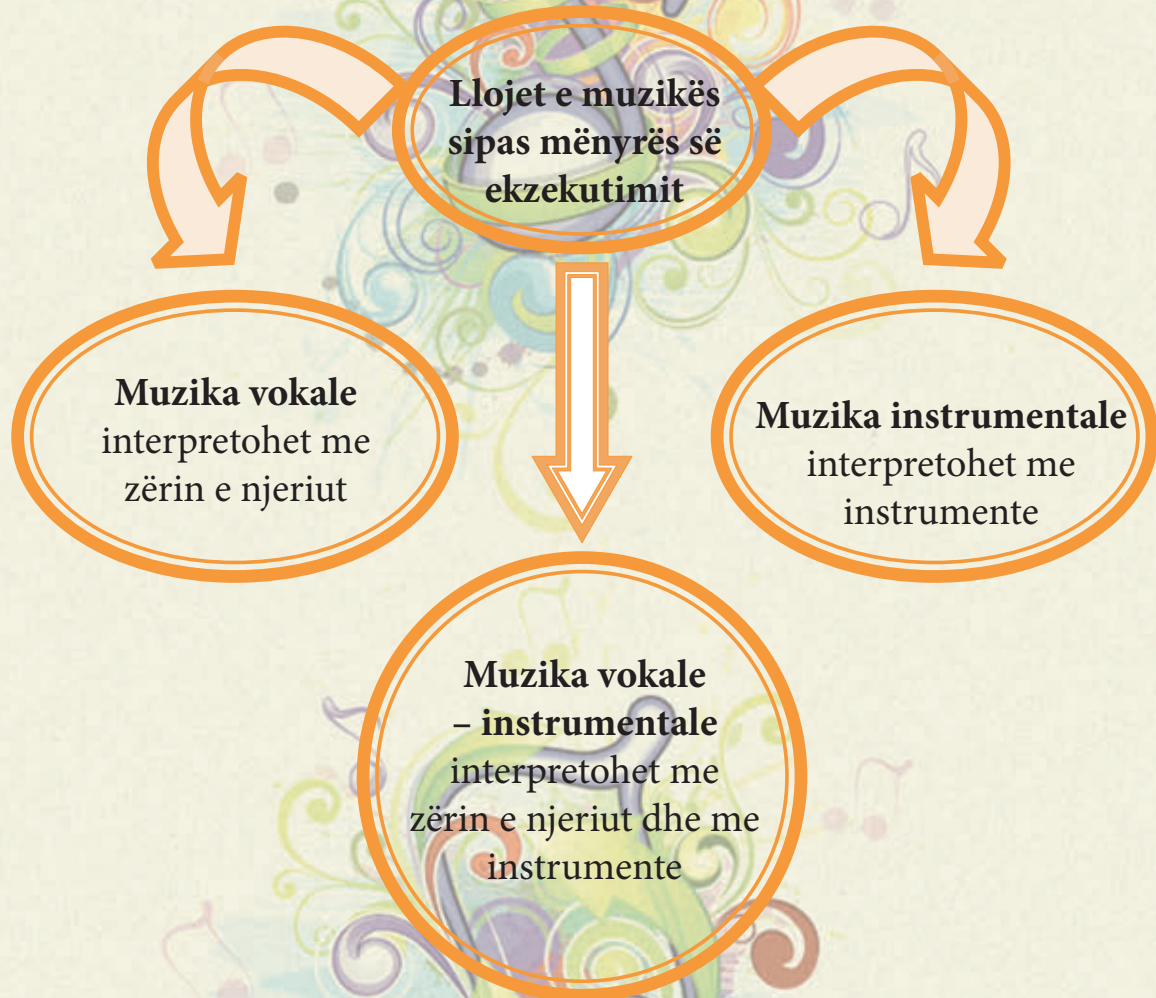 Llojet e muzikës
sipas mënyrës së
ekzekutimit
Muzika vokale
interpretohet me
zërin e njeriut
Muzika instrumentale
interpretohet me
instrumente
Muzika vokale
– instrumentale
interpretohet me
zërin e njeriut dhe me
instrumente